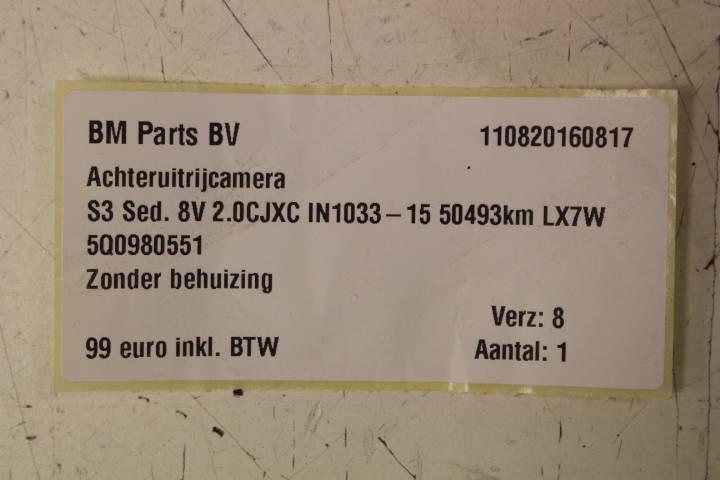 BM Parts BV 110820160817
Achteruitrijcamera
S3 Sed. 8V 2.0CJXC IN1033-15 50493km LX7W
5Q0980551
Zonder behuizing
Verz: 8
99 euro inkl. BTW Aantal: 1